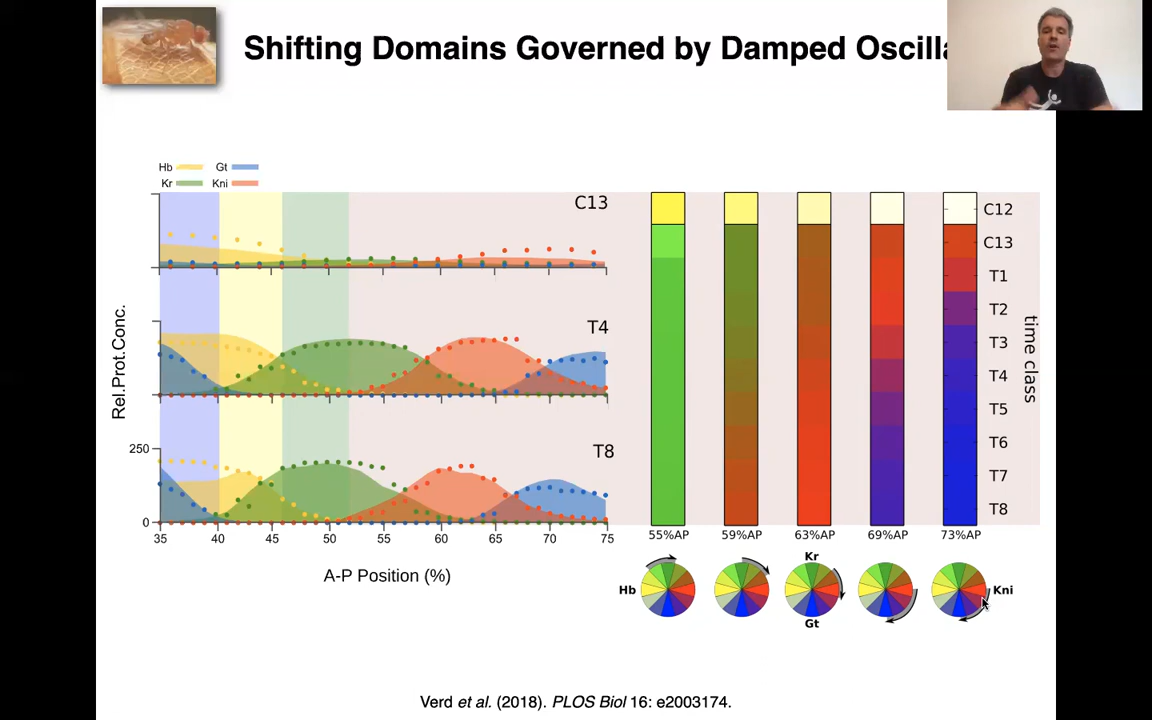 Shifting Domains Governed by Damped
Hb Gt
Kr Kni
C13
T4
T8
Rel.Prot.Conc.
250
0
35 40 45 50 55 60 65 70 75
A-P Position (%)
C12
C13
T1
T2
T3
T4
T5
T6
T7
T8
time class
55%AP 59%AP 63%AP 69%AP 73%AP
Kr
Hb Kni
Gt
Verd et al. (2018). PLOS Biol 16: e2003174.